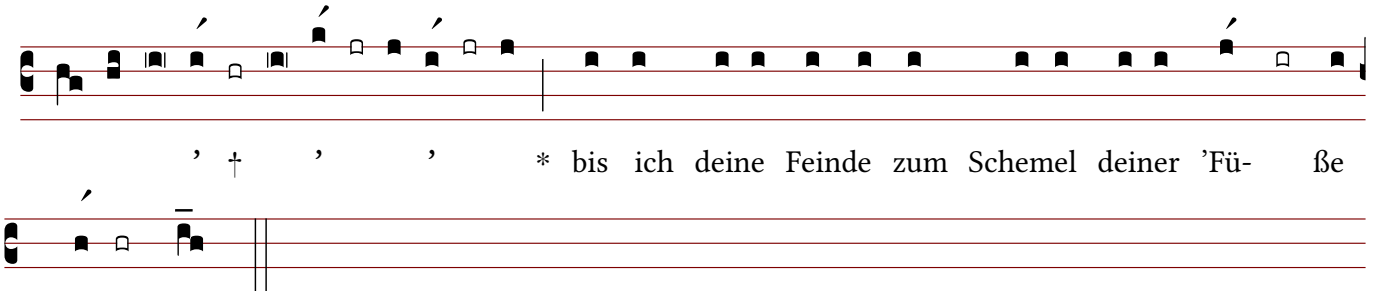 ’ † ’ ’ * bis ich deine Feinde zum Schemel deiner ’Fü- ße